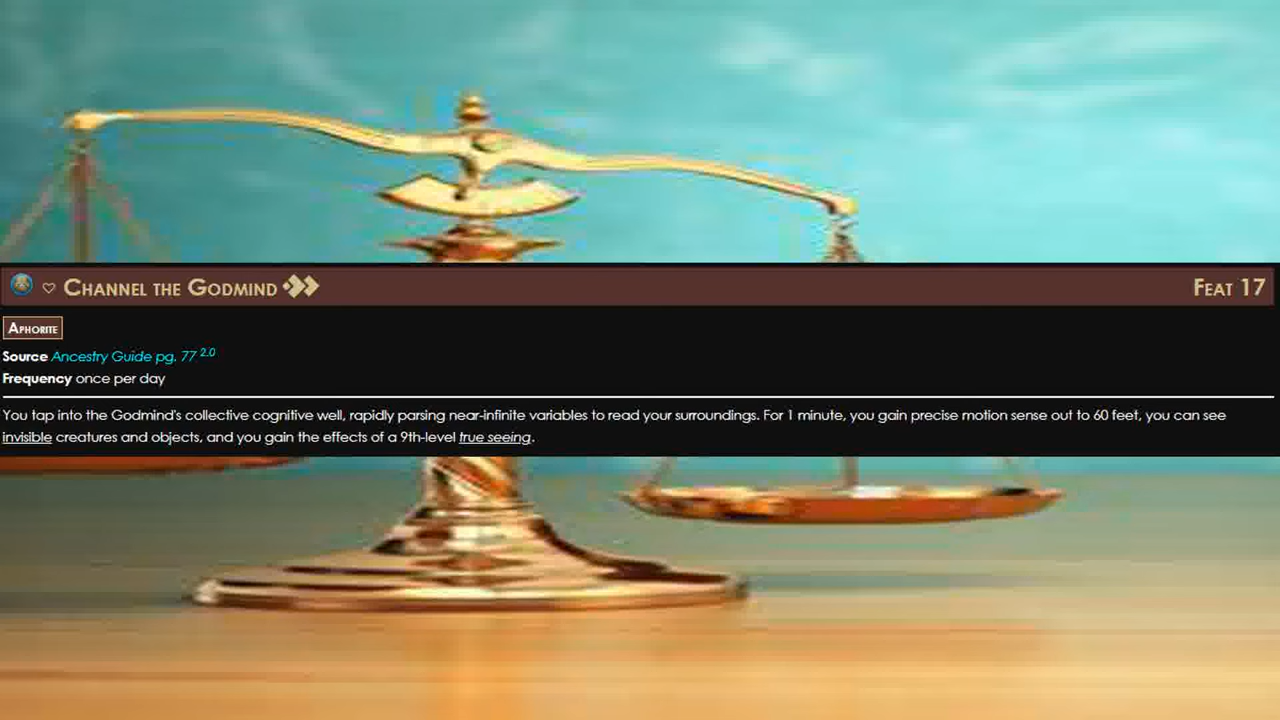 Channel the Godmind
Feat 17
Aphorite
Source Ancestry Guide pg. 77 2.0
Frequency once per day
You tap into the Godmind's collective cognitive well, rapidly parsing near-infinite variables to read your surroundings. For 1 minute, you gain precise motion sense out to 60 feet, you can see
invisible creatures and objects, and you gain the effects of a 9th-level true seeing.